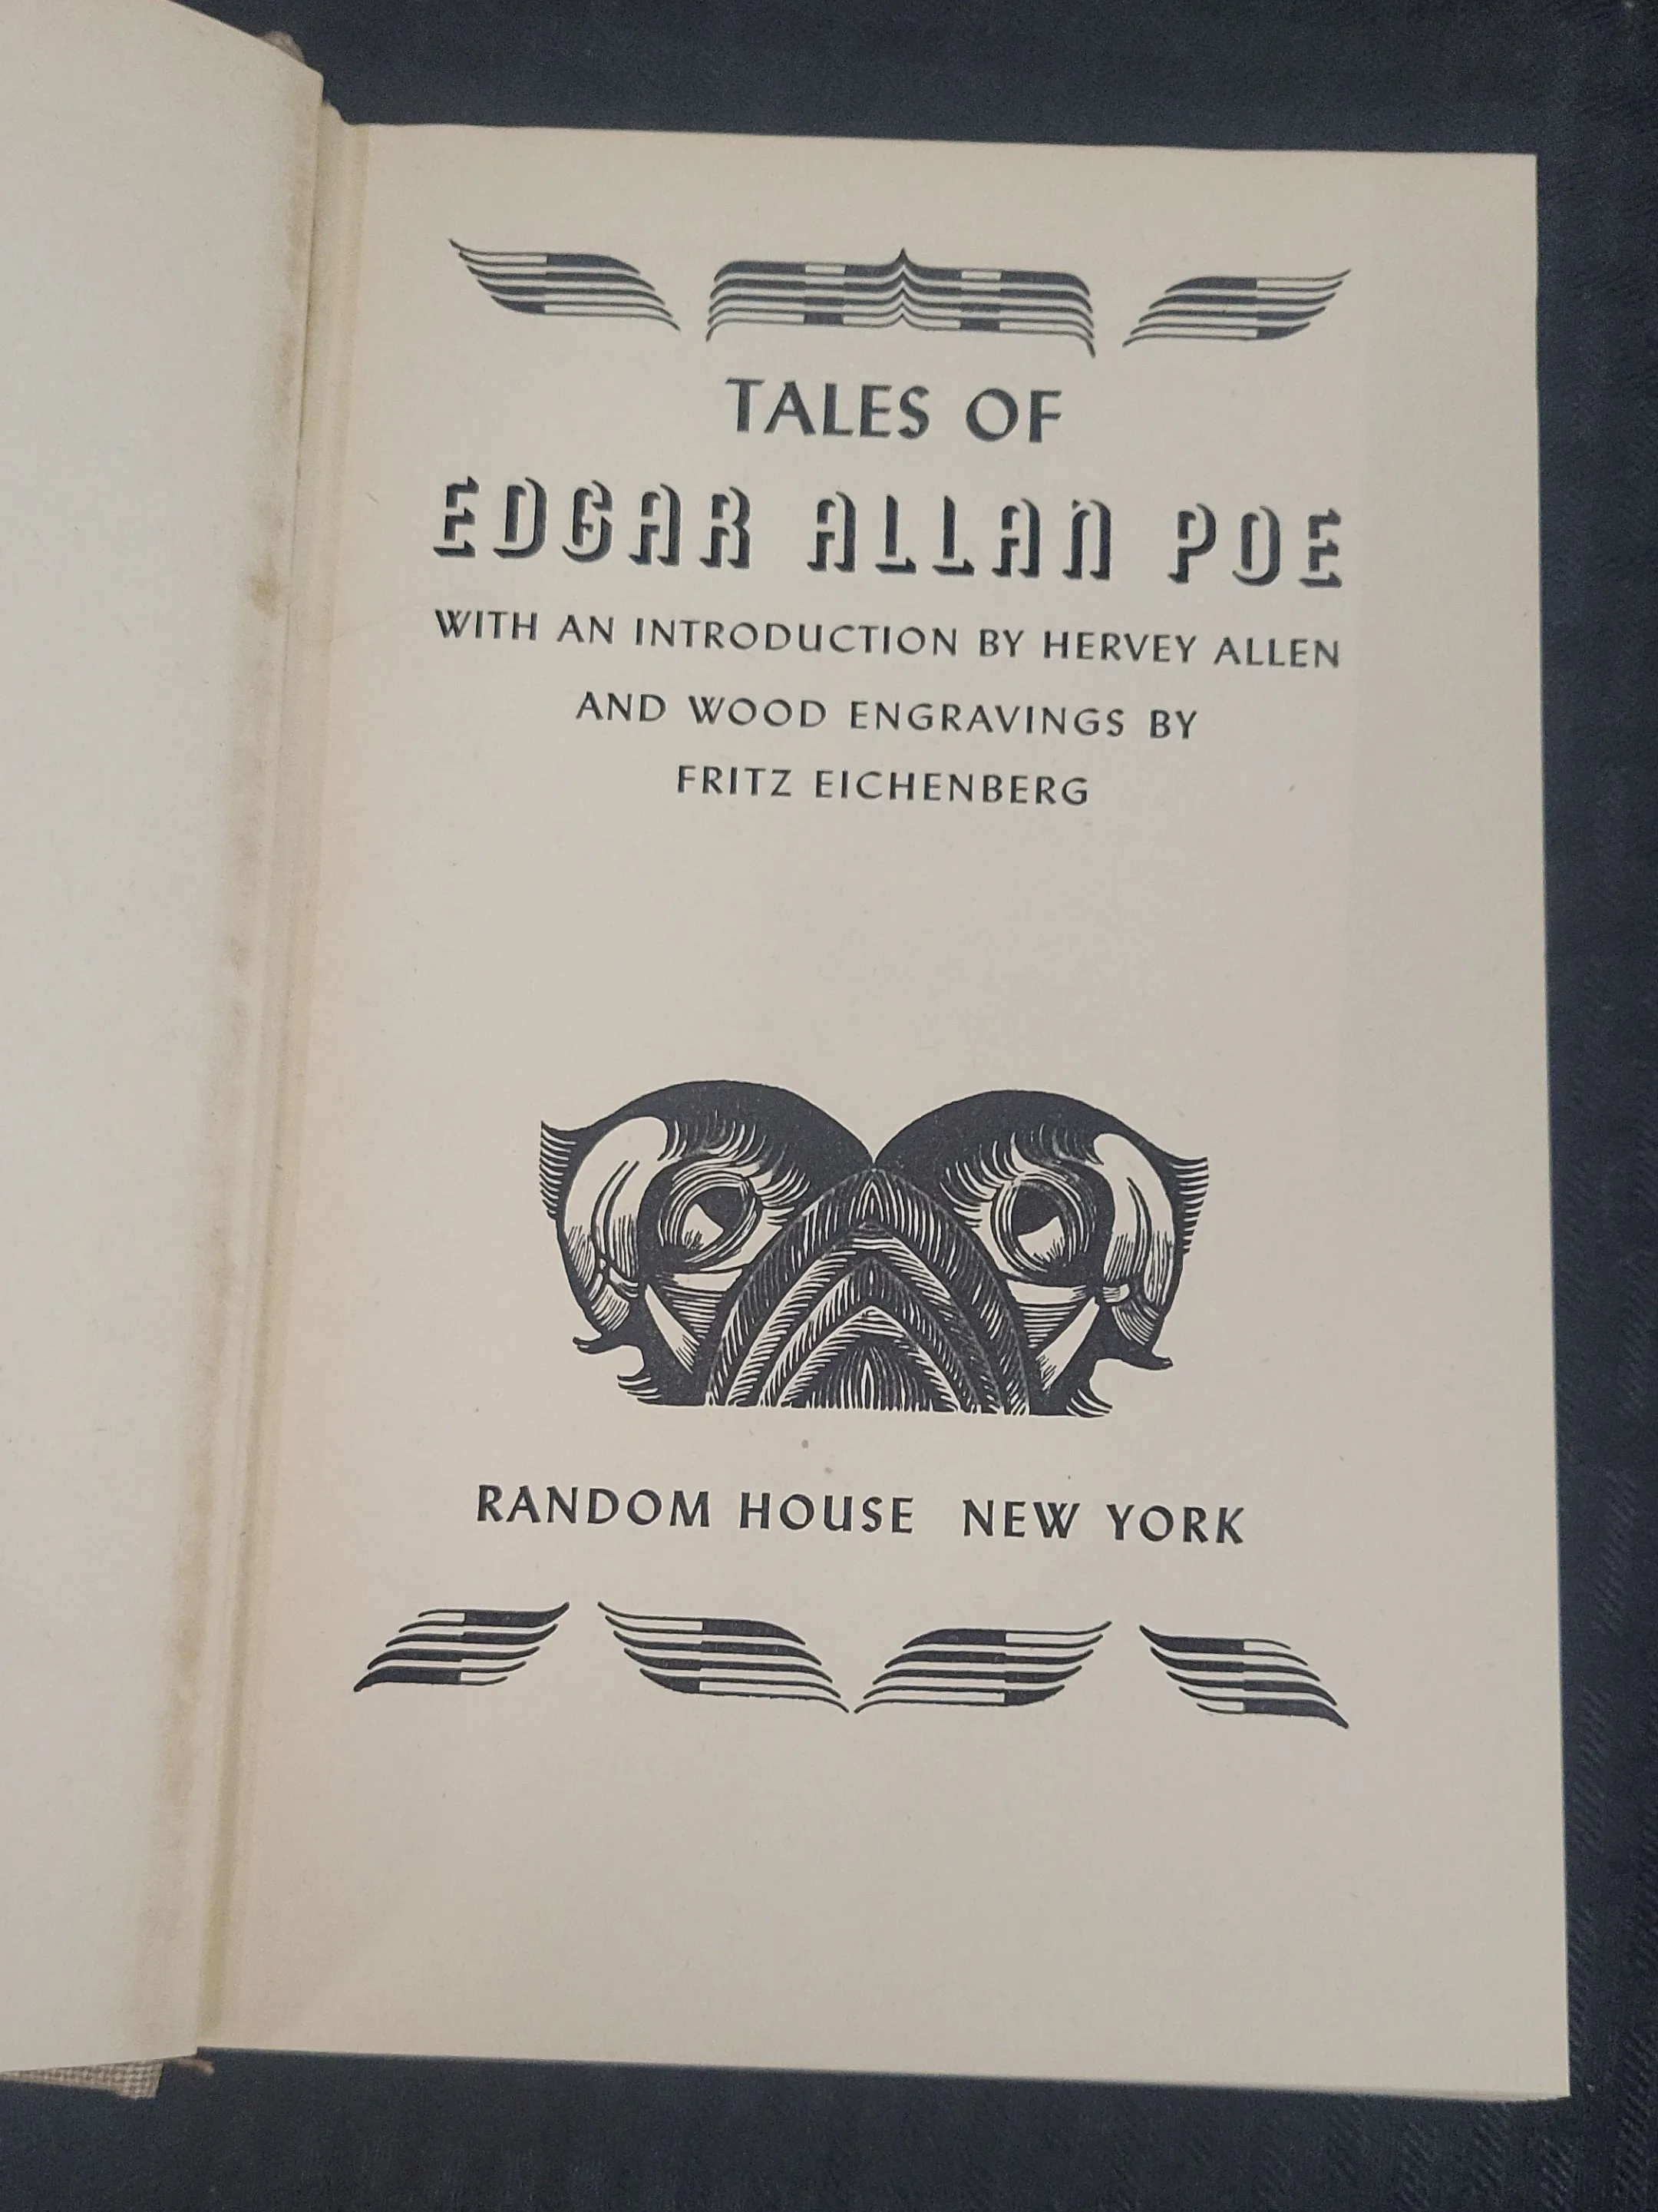 TALES OF
EDGAR ALLAN POE
WITH AN INTRODUCTION BY HERVEY ALLEN
AND WOOD ENGRAVINGS BY
FRITZ EICHENBERG
RANDOM HOUSE NEW YORK